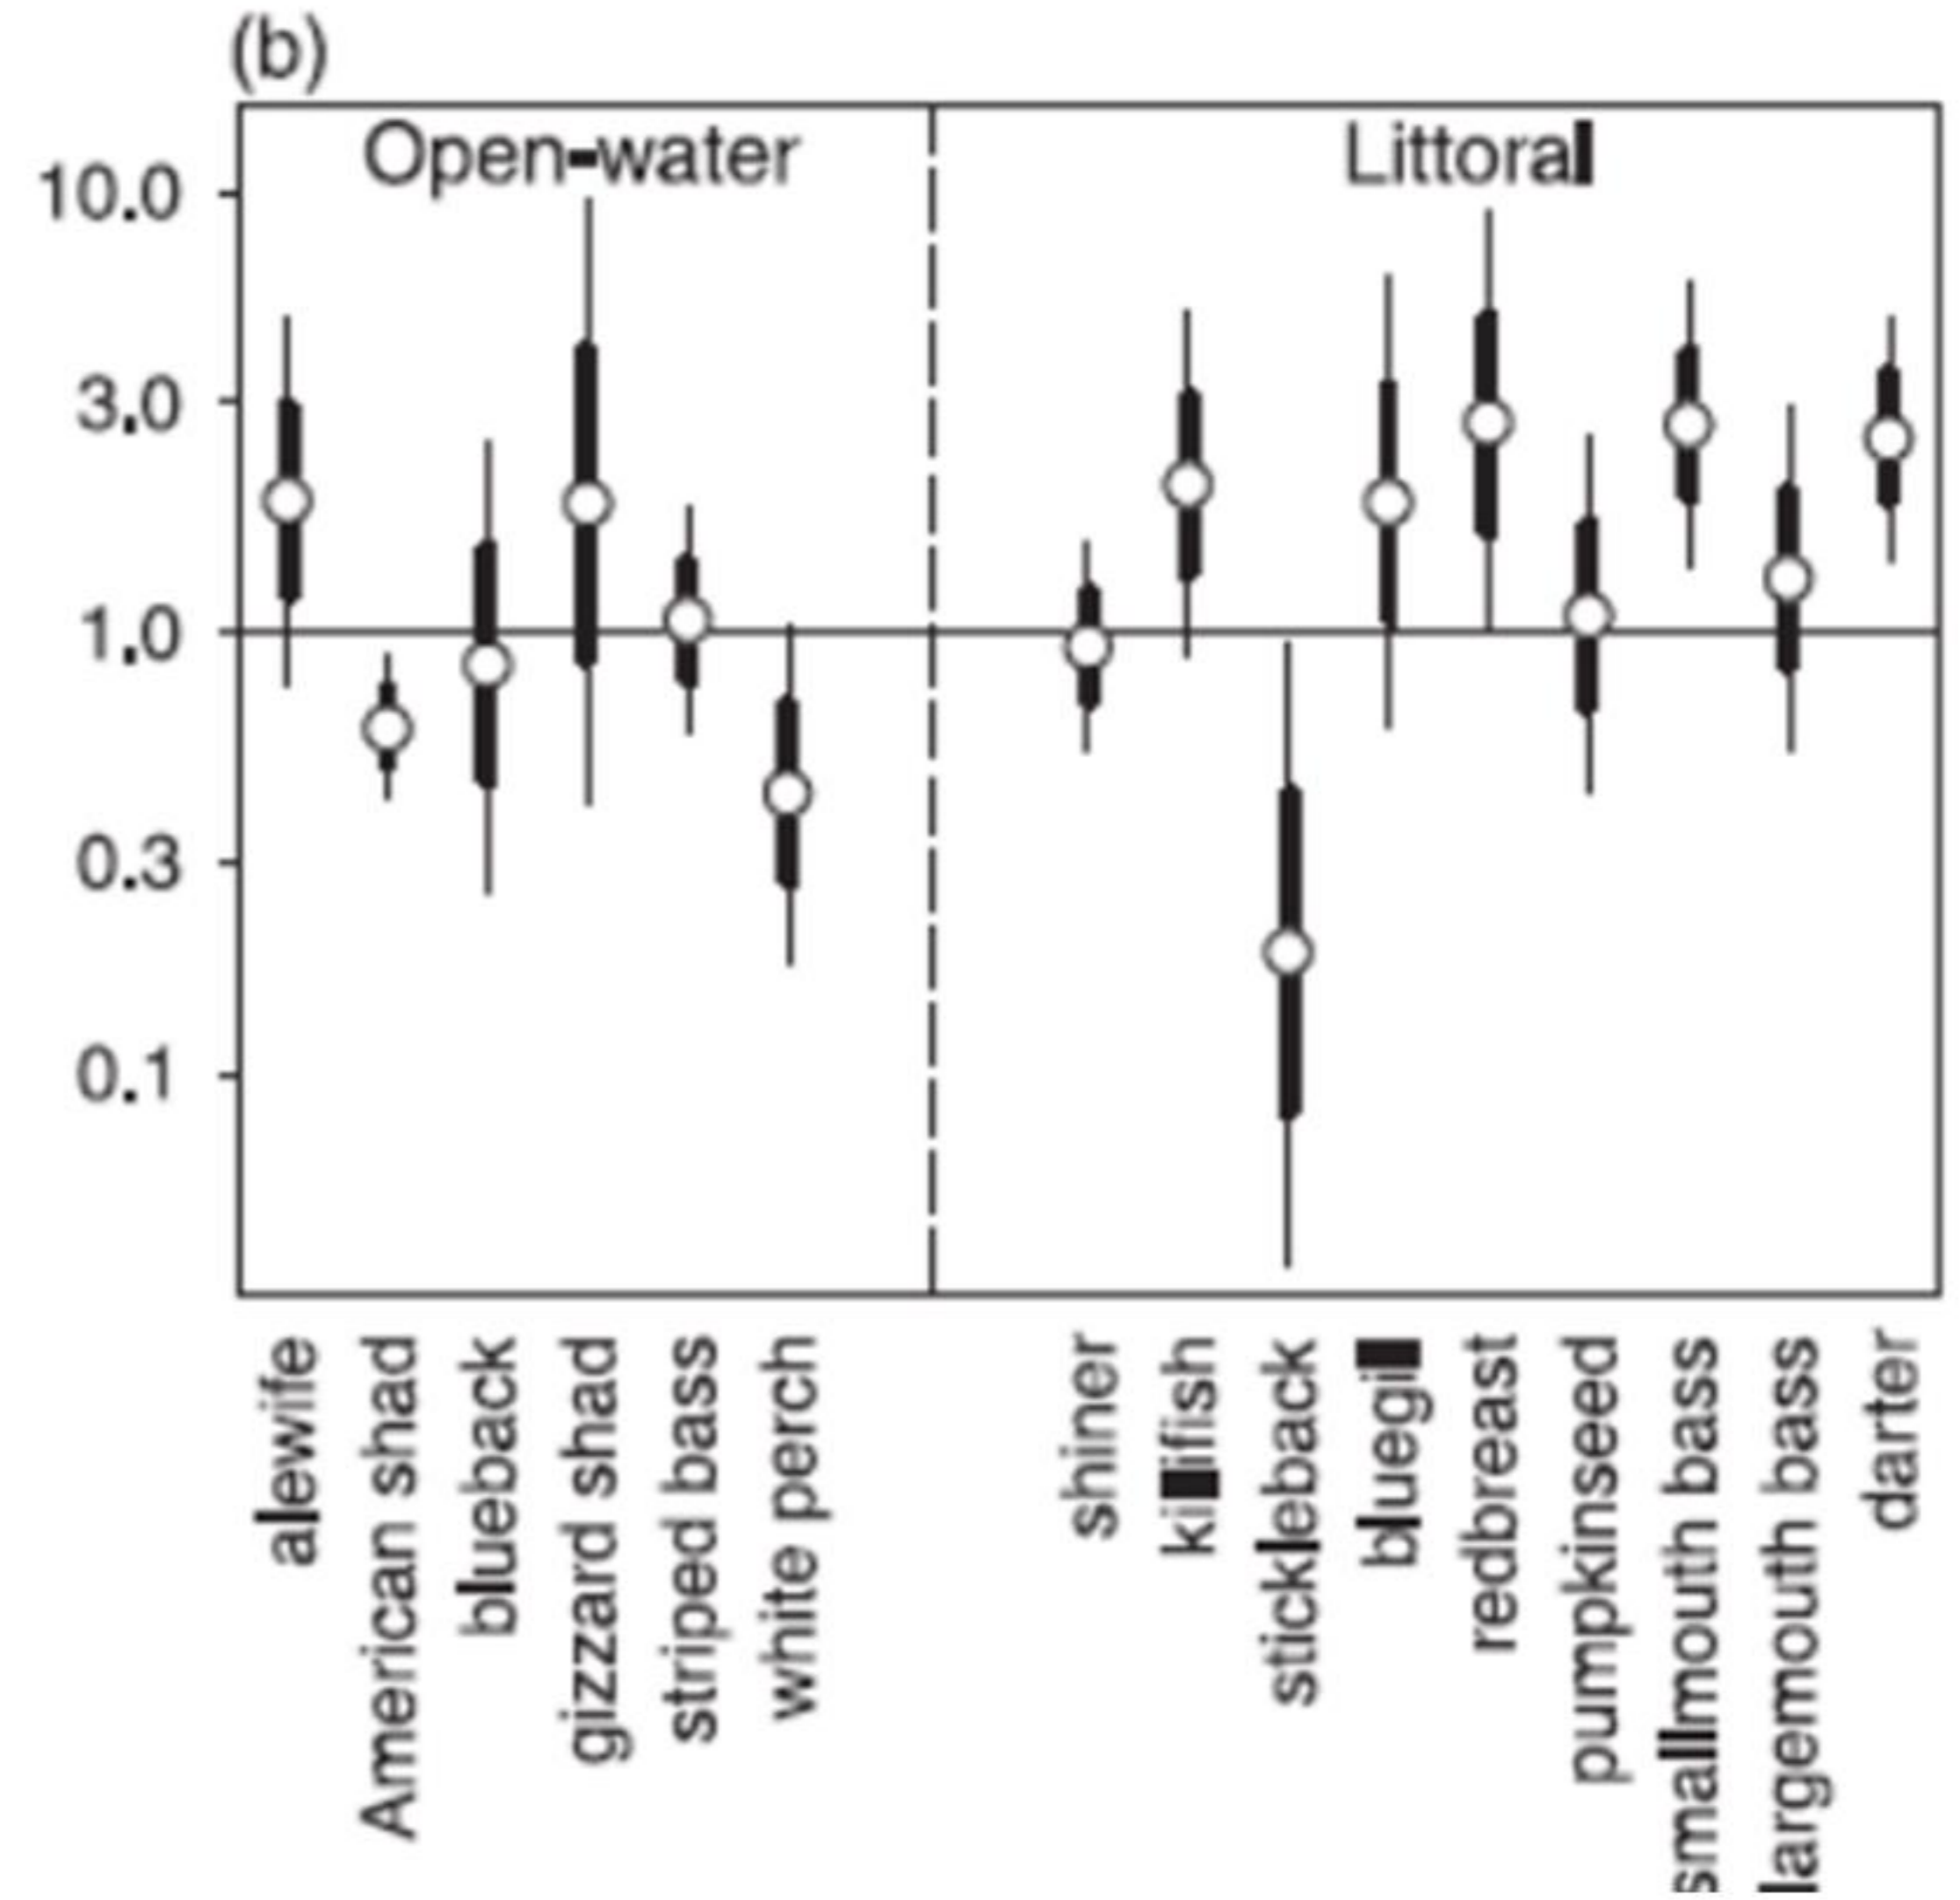 (b)
Open-water Littoral
10.0
3.0
1.0
0.3
0.1
alewife
American shad
blueback
gizzard shad
striped bass
white perch
shiner
killifish
stickleback
bluegill
redbreast
pumpkinseed
smallmouth bass
largemouth bass
darter